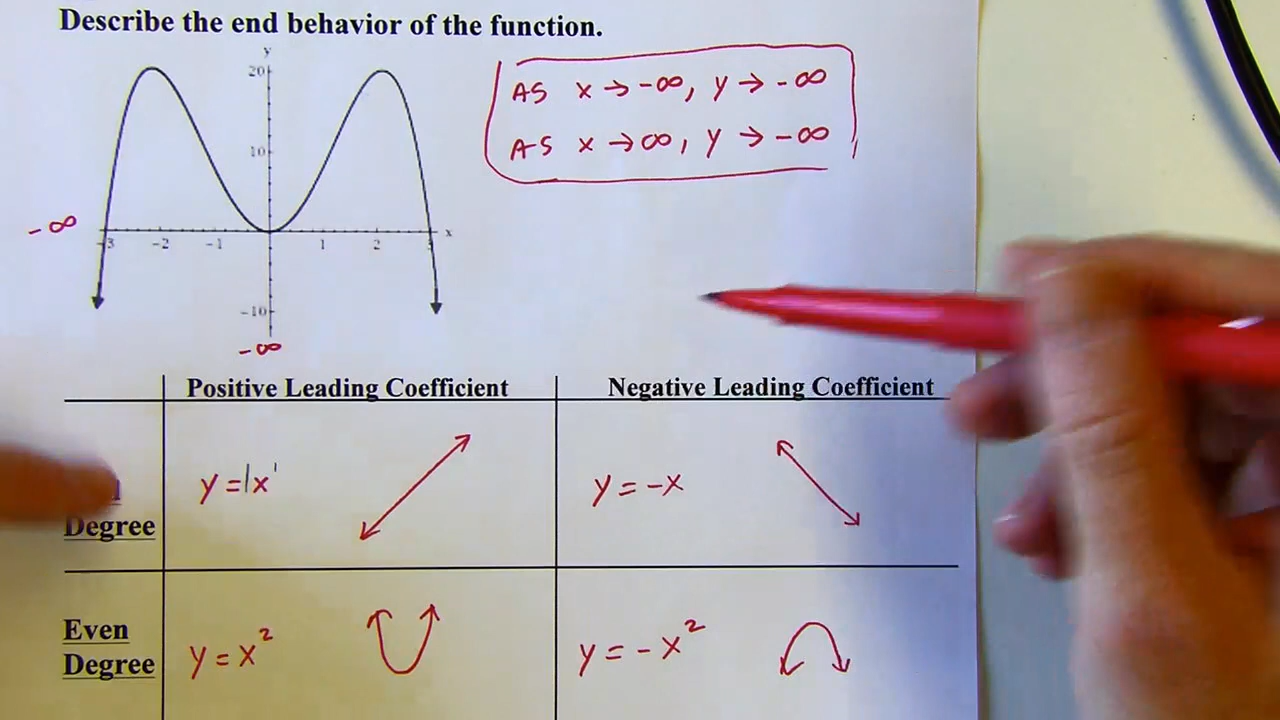 Describe the end behavior of the function.
y
20
AS x → -∞, y → -∞
10
AS x → ∞, y → -∞
-∞
-3 -2 -1 1 2 3 x
-10
-∞
Positive Leading Coefficient Negative Leading Coefficient
y = 1x¹ y = -x
Degree
Even
Degree
y = x² y = -x²